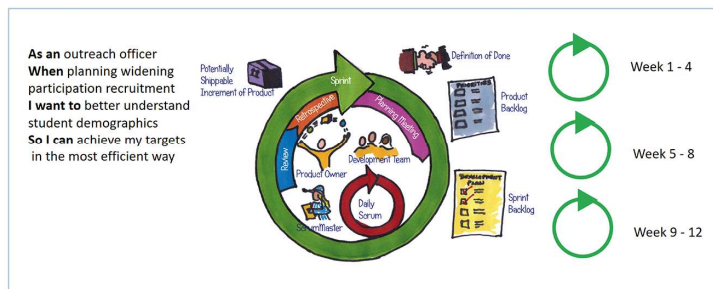 As an outreach officer
When planning widening
participation recruitment
I want to better understand
student demographics
So I can achieve my targets
in the most efficient way
Potentially
Shippable
Increment of Product
Sprint
Definition of Done
PRIORITIES
Product
Backlog
Retrospective
Planning Meeting
Review
Product Owner
Development Team
ScrumMaster
Daily
Scrum
DEVELOPMENT
PLAN
Sprint
Backlog
Week 1 - 4
Week 5 - 8
Week 9 - 12